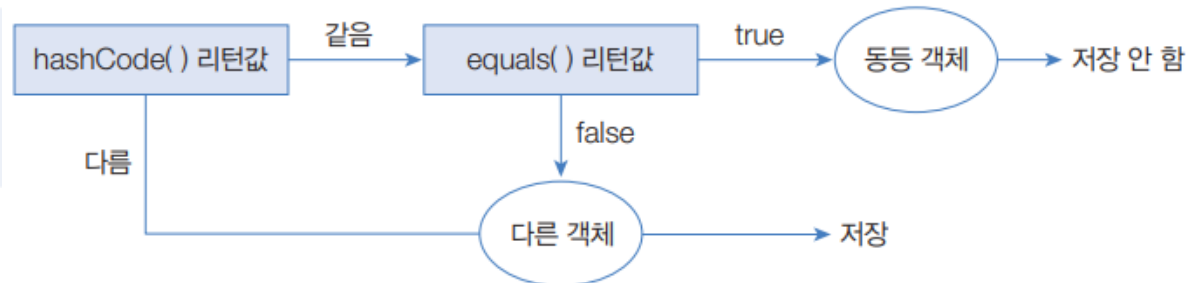 hashCode( ) 리턴값
같음
equals( ) 리턴값
true
동등 객체
저장 안 함
다름
false
다른 객체
저장